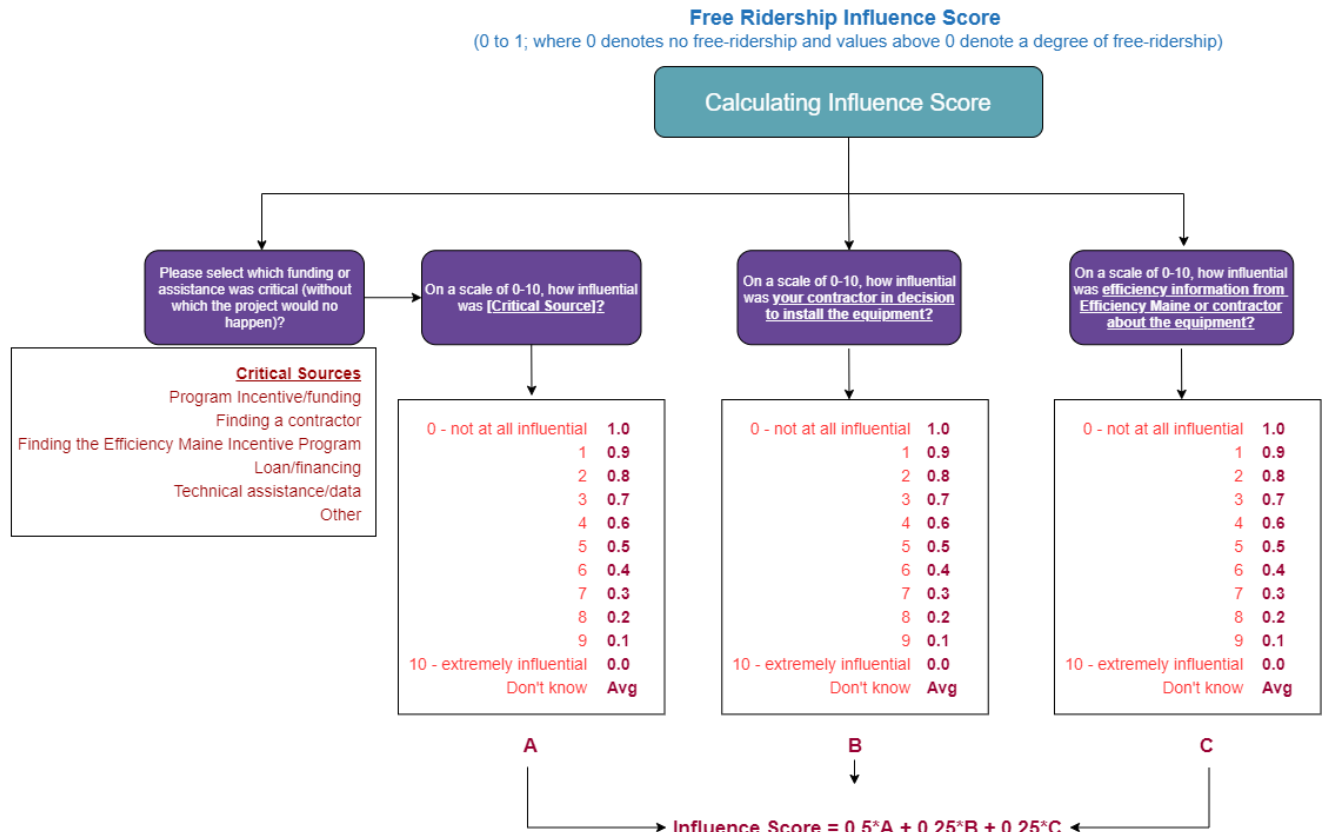 Free Ridership Influence Score
(0 to 1; where 0 denotes no free-ridership and values above 0 denote a degree of free-ridership)
Calculating Influence Score
Please select which funding or
assistance was critical (without
which the project would no
happen)?
On a scale of 0-10, how influential
was [Critical Source]?
On a scale of 0-10, how influential
was your contractor in decision
to install the equipment?
On a scale of 0-10, how influential
was efficiency information from
Efficiency Maine or contractor
about the equipment?
Critical Sources
Program Incentive/funding
Finding a contractor
Finding the Efficiency Maine Incentive Program
Loan/financing
Technical assistance/data
Other
0 - not at all influential 1.0
1 0.9
2 0.8
3 0.7
4 0.6
5 0.5
6 0.4
7 0.3
8 0.2
9 0.1
10 - extremely influential 0.0
Don't know Avg
A
0 - not at all influential 1.0
1 0.9
2 0.8
3 0.7
4 0.6
5 0.5
6 0.4
7 0.3
8 0.2
9 0.1
10 - extremely influential 0.0
Don't know Avg
B
0 - not at all influential 1.0
1 0.9
2 0.8
3 0.7
4 0.6
5 0.5
6 0.4
7 0.3
8 0.2
9 0.1
10 - extremely influential 0.0
Don't know Avg
C
Influence Score = 0.5*A + 0.25*B + 0.25*C